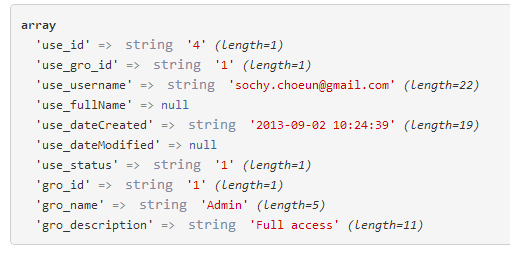 array
'use_id' => string '4' (length=1)
'use_gro_id' => string '1' (length=1)
'use_username' => string 'sochy.choeun@gmail.com' (length=22)
'use_fullName' => null
'use_dateCreated' => string '2013-09-02 10:24:39' (length=19)
'use_dateModified' => null
'use_status' => string '1' (length=1)
'gro_id' => string '1' (length=1)
'gro_name' => string 'Admin' (length=5)
'gro_description' => string 'Full access' (length=11)